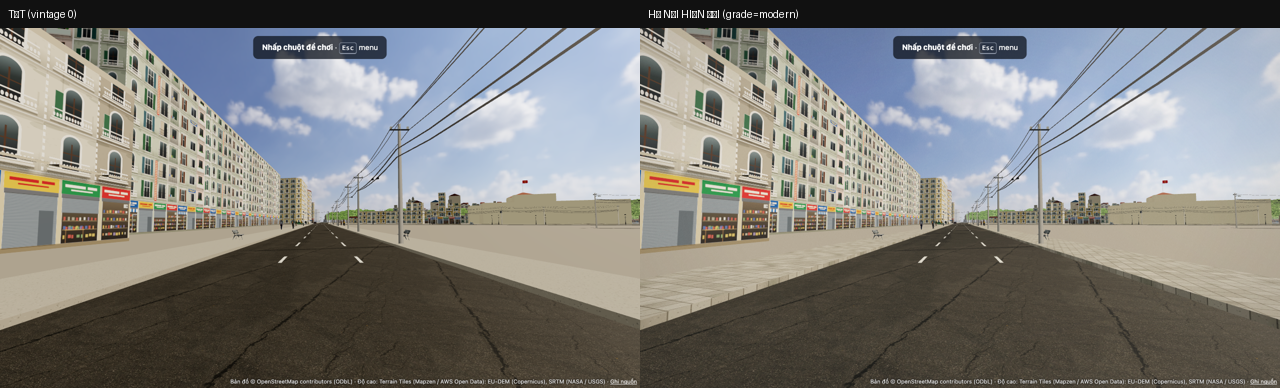 T□T (vintage 0)
H□ N□I HI□N □□I (grade=modern)
Nhấp chuột để chơi · Esc menu
Nhấp chuột để chơi · Esc menu
Bản đồ © OpenStreetMap contributors (ODbL) · Độ cao: Terrain Tiles (Mapzen / AWS Open Data): EU-DEM (Copernicus), SRTM (NASA / USGS) · Ghi nguồn
Bản đồ © OpenStreetMap contributors (ODbL) · Độ cao: Terrain Tiles (Mapzen / AWS Open Data): EU-DEM (Copernicus), SRTM (NASA / USGS) · Ghi nguồn